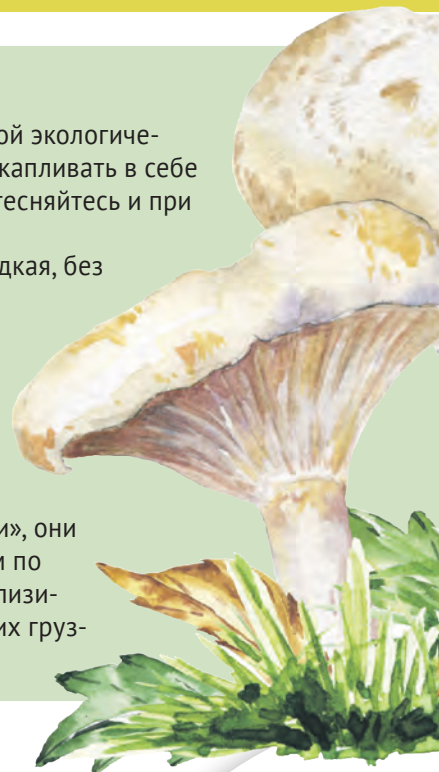 ой экологиче-
капливать в себе
тесняйтесь и при
дкая, без
и», они
и по
лизи-
их груз-